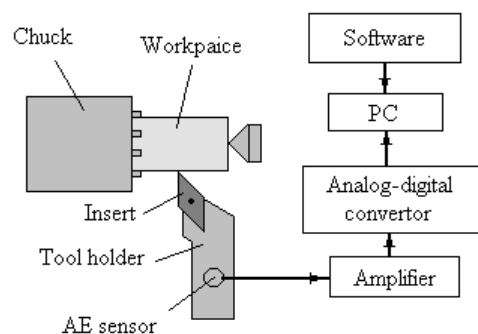 Chuck
Workpaice
Software
PC
Analog-digital
convertor
Insert
Tool holder
Amplifier
AE sensor